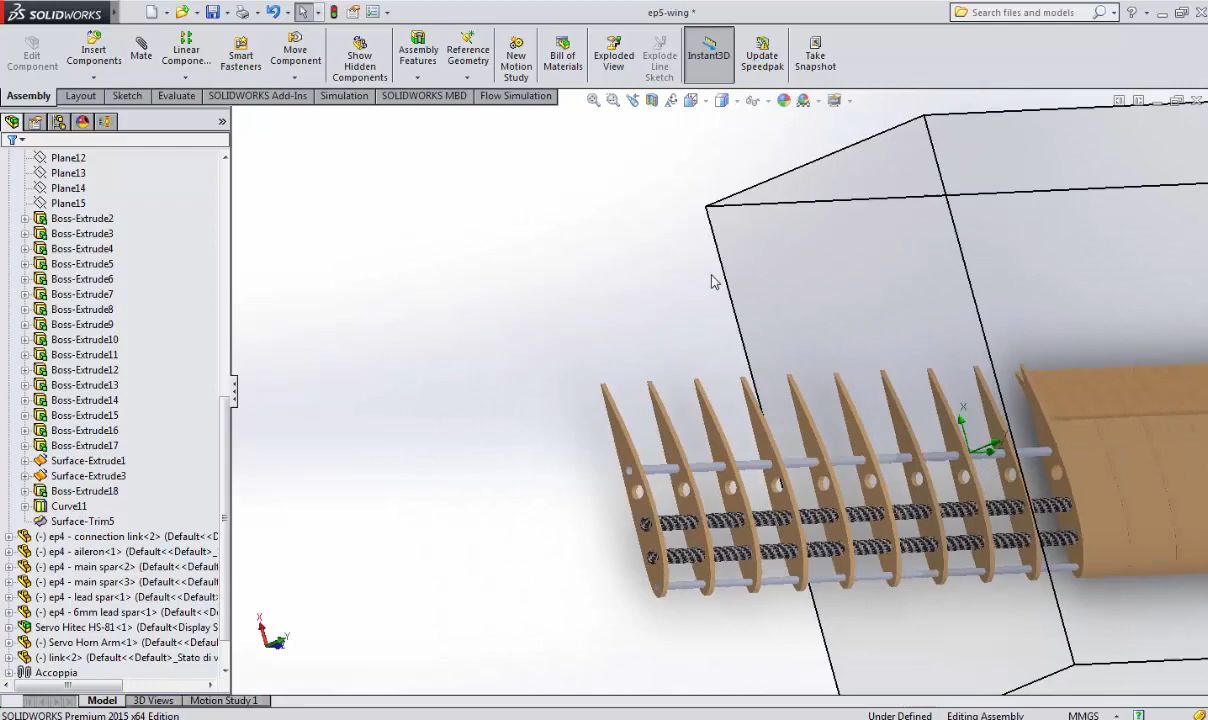 SOLIDWORKS
ep5-wing *
Search files and models
Edit Component
Insert Components
Mate
Linear Compone...
Smart Fasteners
Move Component
Show Hidden Components
Assembly Features
Reference Geometry
New Motion Study
Bill of Materials
Exploded View
Explode Line Sketch
Instant3D
Update Speedpak
Take Snapshot
Assembly
Layout
Sketch
Evaluate
SOLIDWORKS Add-Ins
Simulation
SOLIDWORKS MBD
Flow Simulation
Plane12
Plane13
Plane14
Plane15
Boss-Extrude2
Boss-Extrude3
Boss-Extrude4
Boss-Extrude5
Boss-Extrude6
Boss-Extrude7
Boss-Extrude8
Boss-Extrude9
Boss-Extrude10
Boss-Extrude11
Boss-Extrude12
Boss-Extrude13
Boss-Extrude14
Boss-Extrude15
Boss-Extrude16
Boss-Extrude17
Surface-Extrude1
Surface-Extrude3
Boss-Extrude18
Curve11
Surface-Trim5
(-) ep4 - connection link<2> (Defau
(-) ep4 - aileron<1> (Default<<Default>_
(-) ep4 - main spar<2> (Default<<Defau
(-) ep4 - main spar<3> (Default<<Defau
(-) ep4 - lead spar<1> (Default<<Defau
(-) ep4 - 6mm lead spar<1> (Default<<
Servo Hitec HS-81<1> (Default<Display S
(-) Servo Horn Arm<1> (Default<<Defau
(-) link<2> (Default<<Default>_Stato di v
Accoppia
X
X
Y
Model
3D Views
Motion Study 1
SOLIDWORKS Premium 2015 x64 Edition
Under Defined
Editing Assembly
MMGS